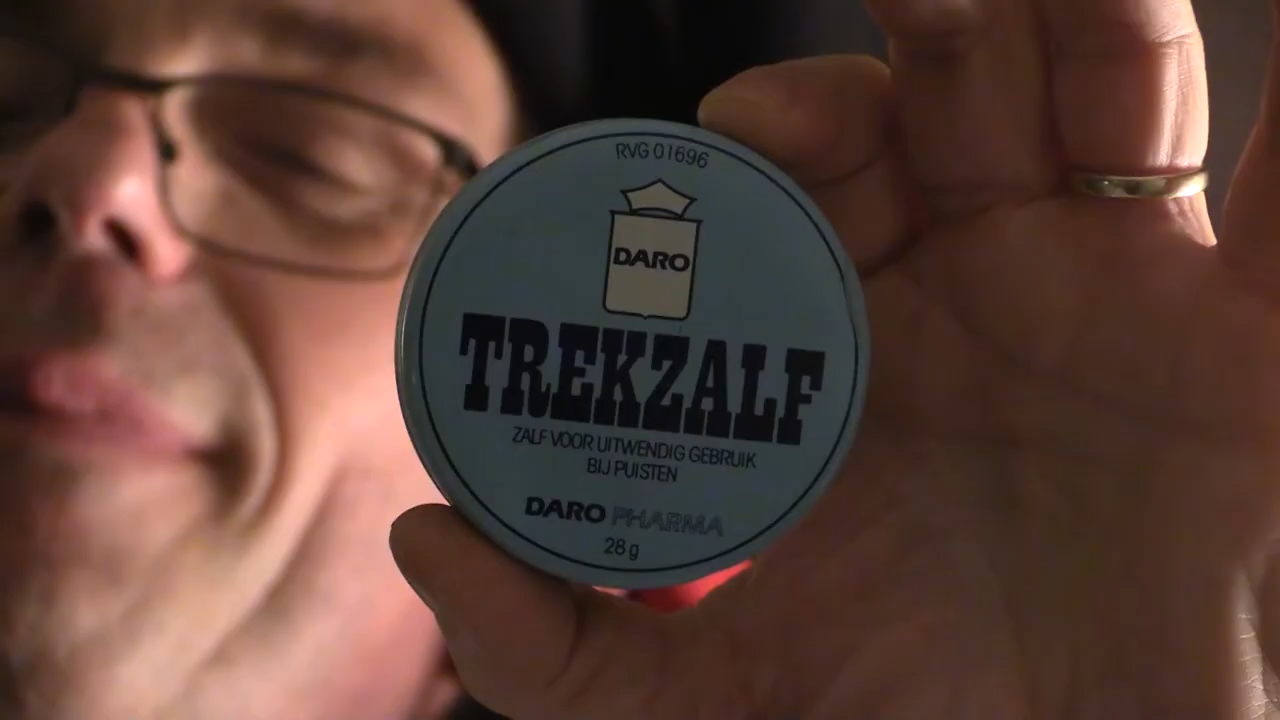 RVG 01696
DARO
TREKZALF
ZALF VOOR UITWENDIG GEBRUIK
BIJ PUISTEN
DARO PHARMA
28 g